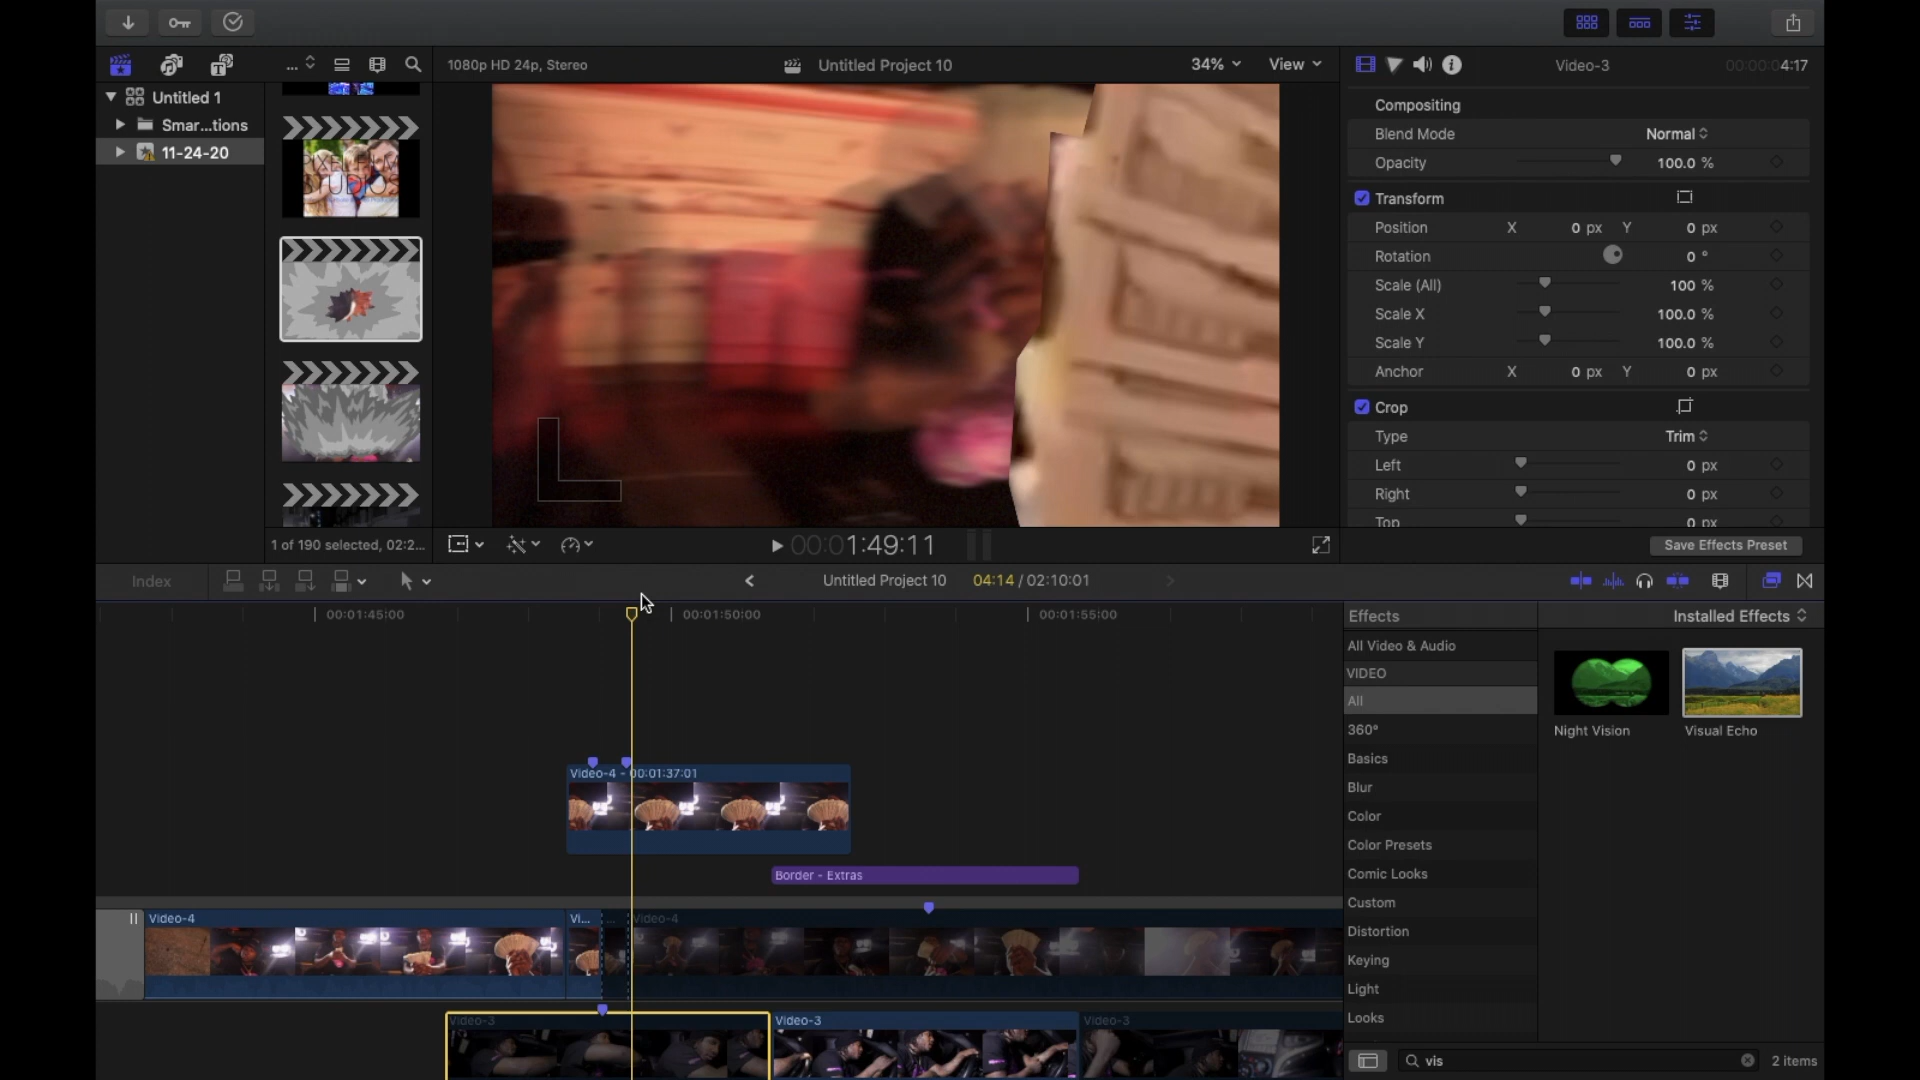 1080p HD 24p, Stereo
Untitled Project 10
34%
View
Video-3
00:00:04:17
...
Untitled 1
Smar...tions
11-24-20
PIXEL FILM
STUDIOS
1 of 190 selected, 02:2...
Compositing
Blend Mode Normal
Opacity 100.0 %
Transform
Position X 0 px Y 0 px
Rotation 0 °
Scale (All) 100 %
Scale X 100.0 %
Scale Y 100.0 %
Anchor X 0 px Y 0 px
Crop
Type Trim
Left 0 px
Right 0 px
Top 0 px
Save Effects Preset
00:01:49:11
Index
Untitled Project 10 04:14 / 02:10:01
00:01:45:00
00:01:50:00
00:01:55:00
Video-4 - 00:01:37:01
Border - Extras
Video-4
Vi...
...
Video-4
Video-3
Video-3
Video-3
Effects
Installed Effects
All Video & Audio
VIDEO
All
360°
Basics
Blur
Color
Color Presets
Comic Looks
Custom
Distortion
Keying
Light
Looks
Night Vision
Visual Echo
vis
2 items